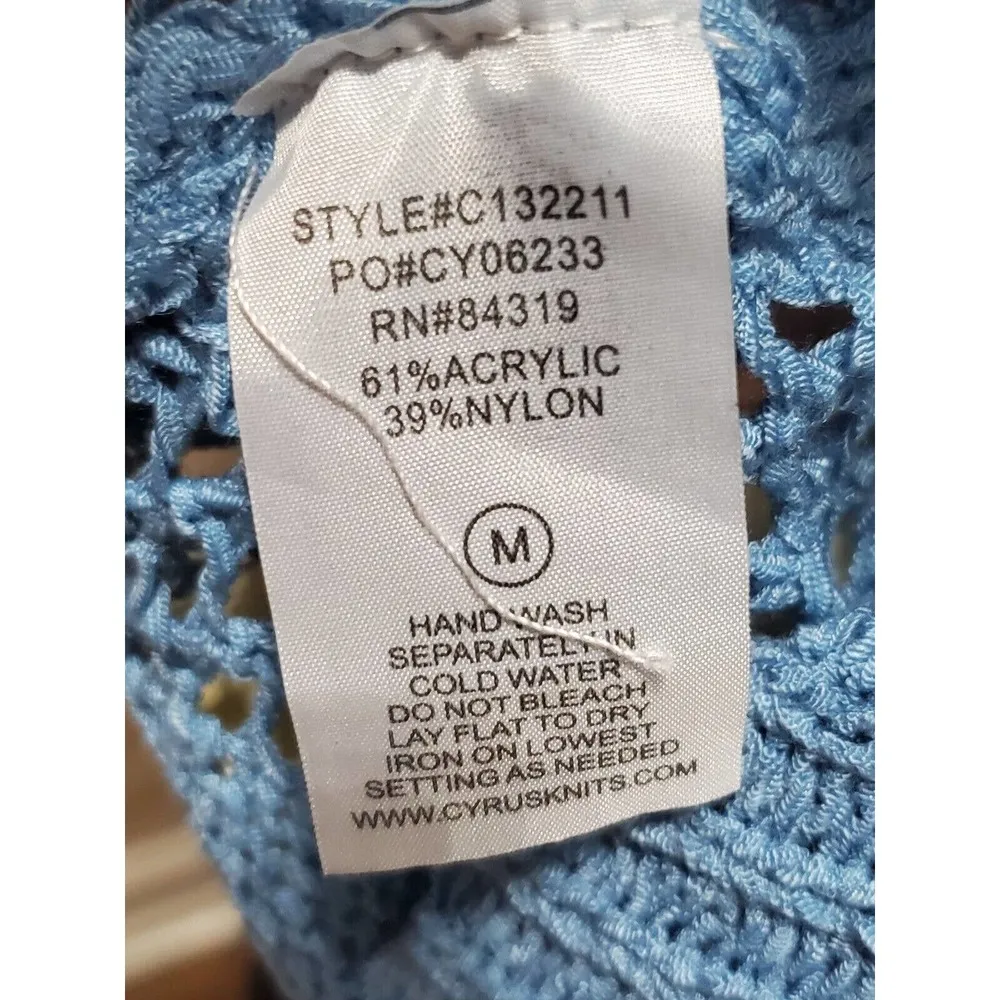 STYLE#C132211
PO#CY06233
RN#84319
61%ACRYLIC
39%NYLON
M
HAND WASH
SEPARATELY IN
COLD WATER
DO NOT BLEACH
LAY FLAT TO DRY
IRON ON LOWEST
SETTING AS NEEDED
WWW.CYRUSKNITS.COM